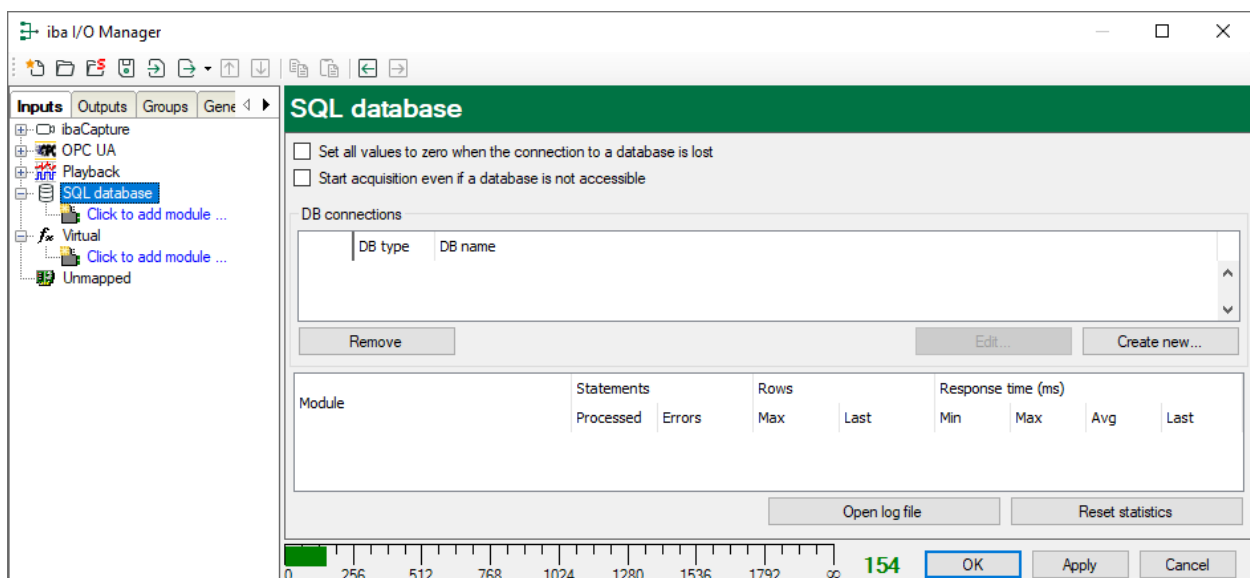 iba I/O Manager
Inputs Outputs Groups Gene
ibaCapture
OPC UA
Playback
SQL database
Click to add module ...
Virtual
Click to add module ...
Unmapped
SQL database
Set all values to zero when the connection to a database is lost
Start acquisition even if a database is not accessible
DB connections
DB type DB name
Remove Edit... Create new...
Module Statements Rows Response time (ms)
Processed Errors Max Last Min Max Avg Last
Open log file Reset statistics
0 256 512 768 1024 1280 1536 1792 ∞ 154 OK Apply Cancel